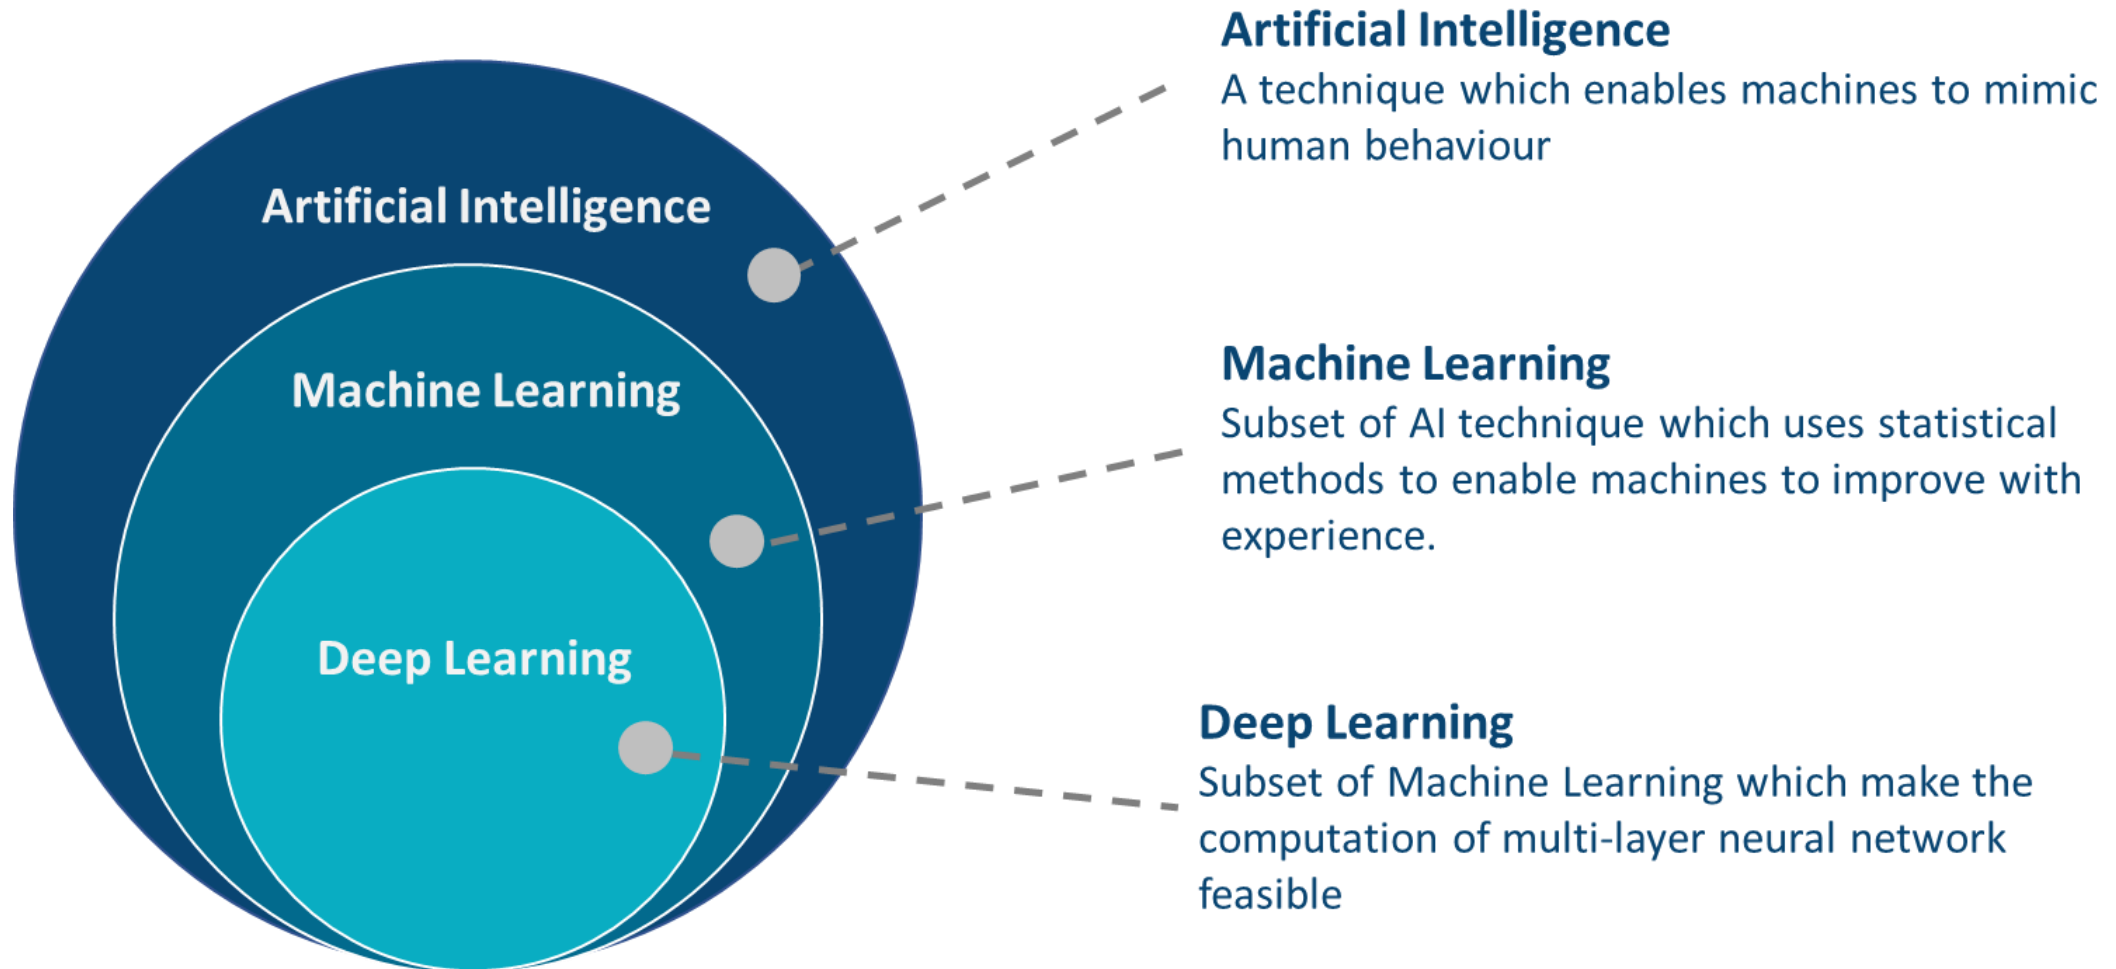 Artificial Intelligence
Machine Learning
Deep Learning
Artificial Intelligence
A technique which enables machines to mimic
human behaviour
Machine Learning
Subset of AI technique which uses statistical
methods to enable machines to improve with
experience.
Deep Learning
Subset of Machine Learning which make the
computation of multi-layer neural network
feasible